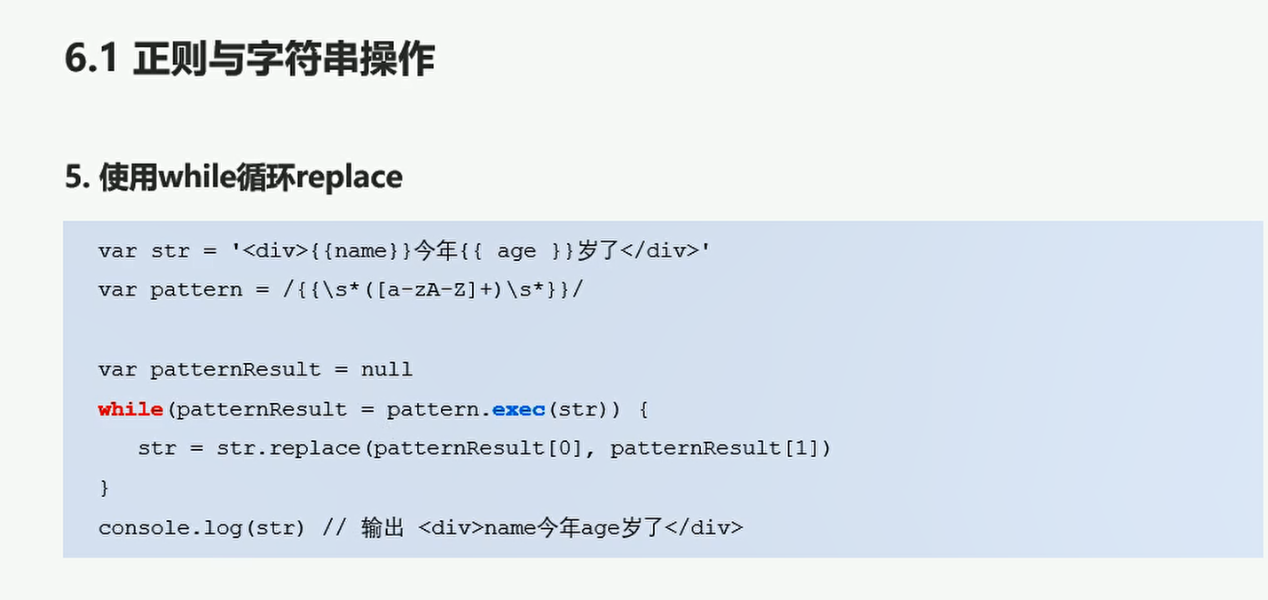 6.1 正则与字符串操作
5. 使用while循环replace
var str = '<div>{{name}}今年{{ age }}岁了</div>'
var pattern = /{{\s*([a-zA-Z]+)\s*}}/
var patternResult = null
while(patternResult = pattern.exec(str)) {
str = str.replace(patternResult[0], patternResult[1])
}
console.log(str) // 输出 <div>name今年age岁了</div>